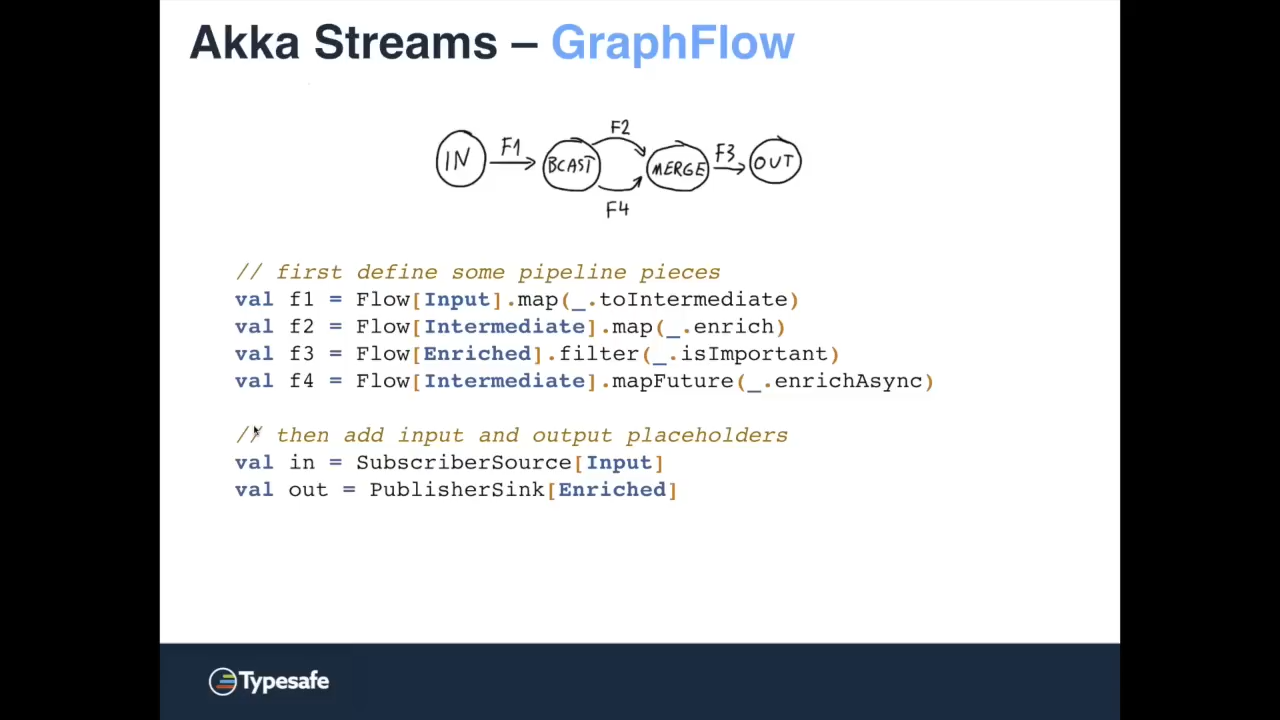 Akka Streams – GraphFlow
IN F1 BCAST F2 F4 MERGE F3 OUT
// first define some pipeline pieces
val f1 = Flow[Input].map(_.toIntermediate)
val f2 = Flow[Intermediate].map(_.enrich)
val f3 = Flow[Enriched].filter(_.isImportant)
val f4 = Flow[Intermediate].mapFuture(_.enrichAsync)
// then add input and output placeholders
val in = SubscriberSource[Input]
val out = PublisherSink[Enriched]
Typesafe